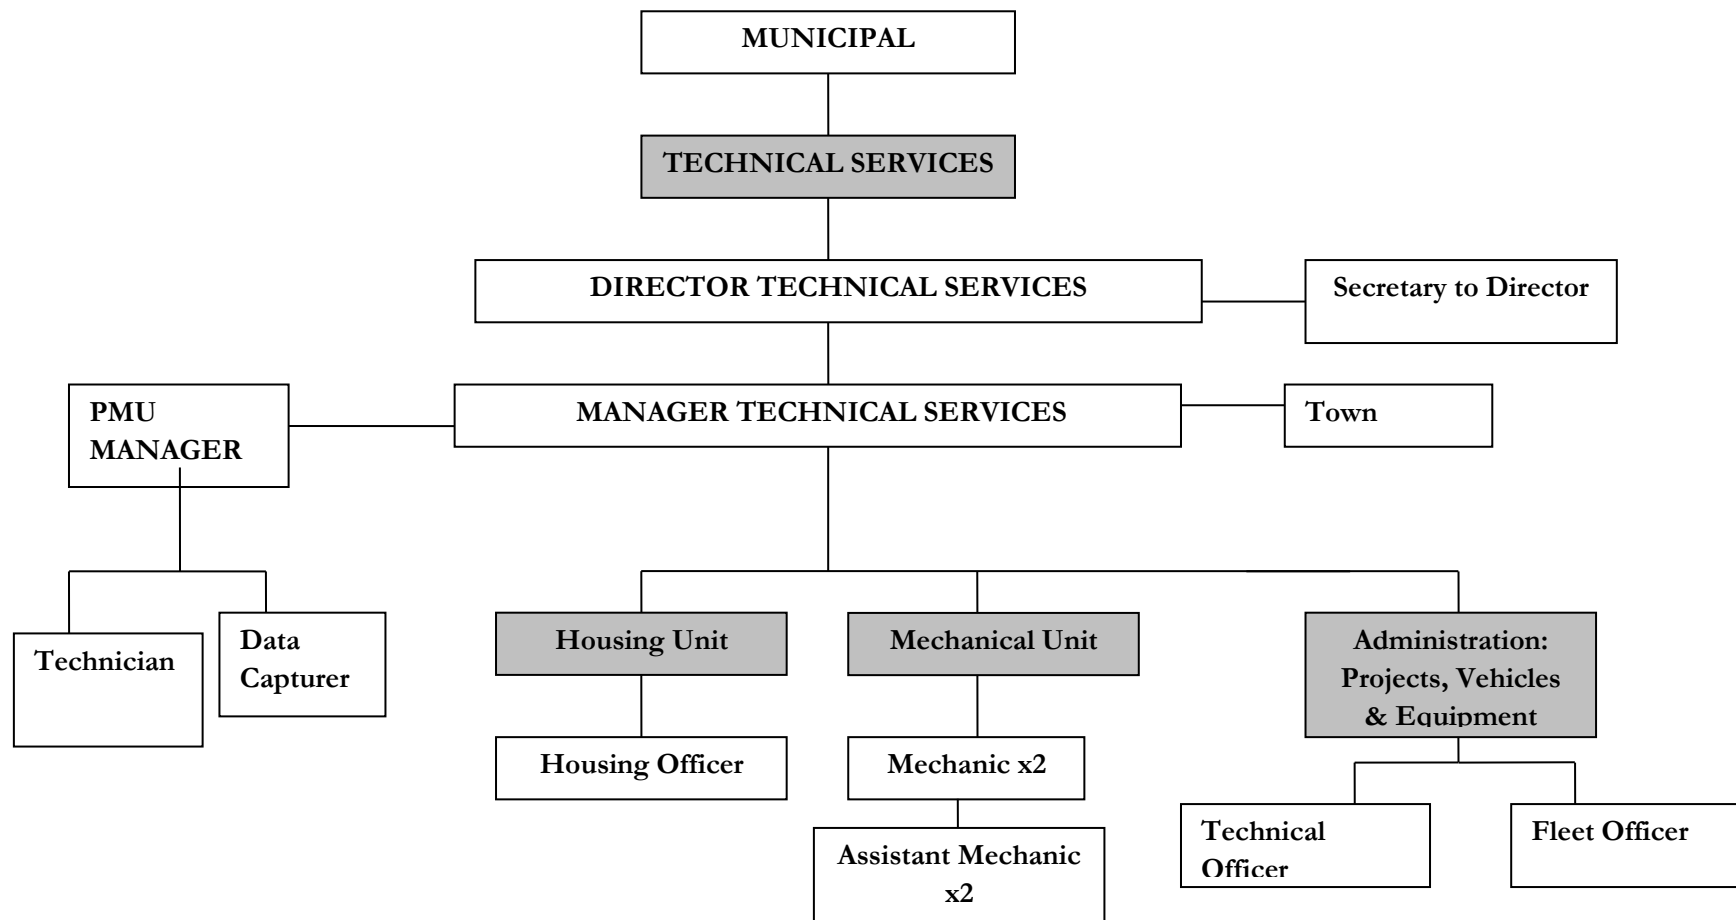 MUNICIPAL
TECHNICAL SERVICES
DIRECTOR TECHNICAL SERVICES
Secretary to Director
PMU
MANAGER
MANAGER TECHNICAL SERVICES
Town
Technician
Data
Capturer
Housing Unit
Mechanical Unit
Administration:
Projects, Vehicles
& Equipment
Housing Officer
Mechanic x2
Technical
Officer
Fleet Officer
Assistant Mechanic
x2